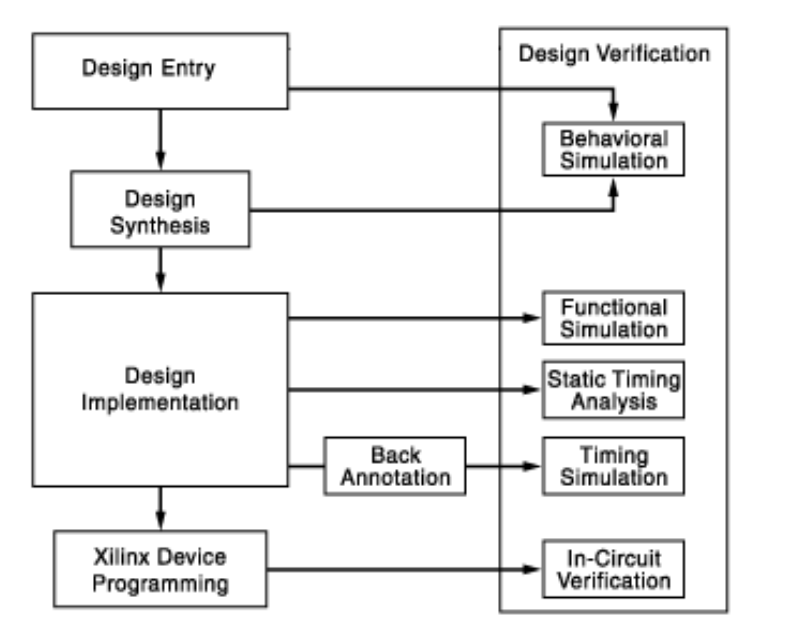 Design Entry
Design Verification
Behavioral
Simulation
Design
Synthesis
Functional
Simulation
Design
Implementation
Static Timing
Analysis
Back
Annotation
Timing
Simulation
Xilinx Device
Programming
In-Circuit
Verification